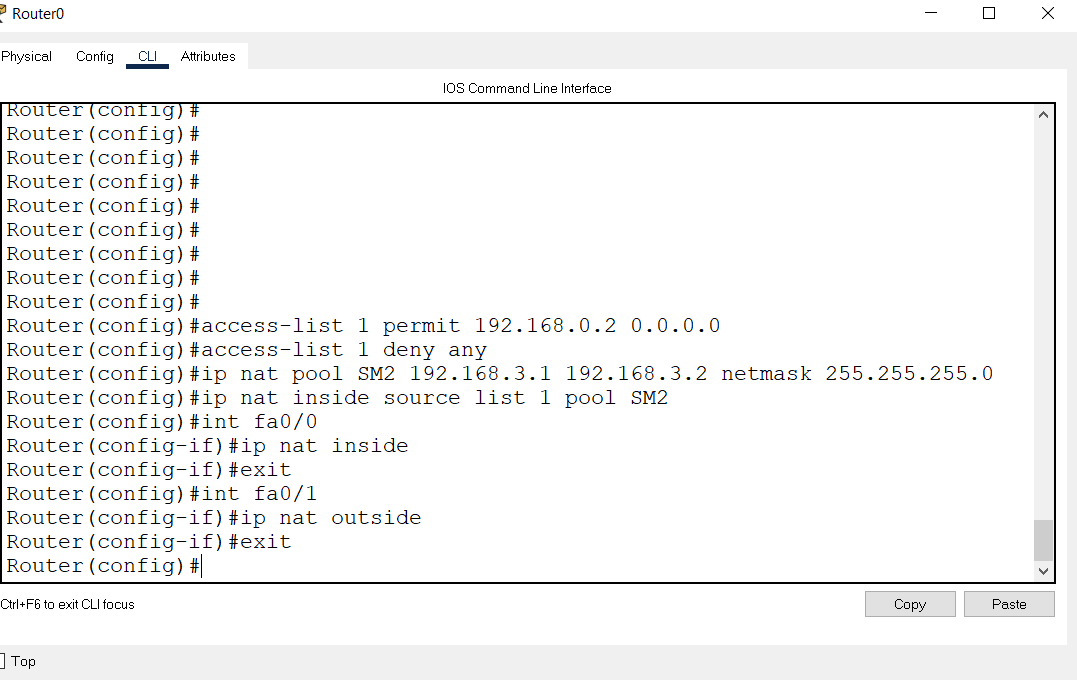 Router0
Physical Config CLI Attributes
IOS Command Line Interface
Router(config)#
Router(config)#
Router(config)#
Router(config)#
Router(config)#
Router(config)#
Router(config)#
Router(config)#
Router(config)#
Router(config)#access-list 1 permit 192.168.0.2 0.0.0.0
Router(config)#access-list 1 deny any
Router(config)#ip nat pool SM2 192.168.3.1 192.168.3.2 netmask 255.255.255.0
Router(config)#ip nat inside source list 1 pool SM2
Router(config)#int fa0/0
Router(config-if)#ip nat inside
Router(config-if)#exit
Router(config)#int fa0/1
Router(config-if)#ip nat outside
Router(config-if)#exit
Router(config)#
Ctrl+F6 to exit CLI focus
Copy Paste
Top